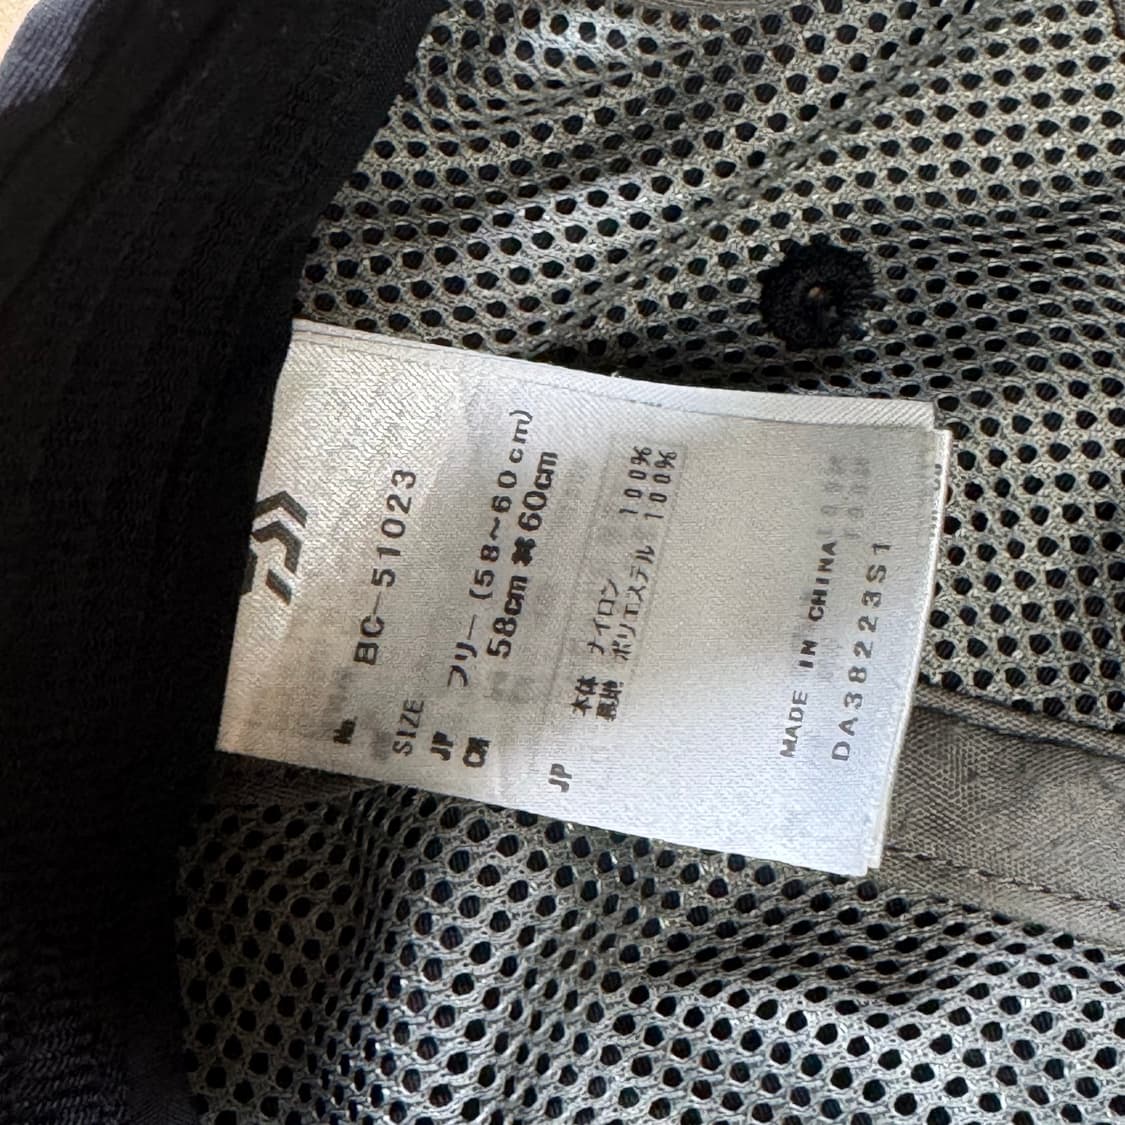 No. BC-51023
SIZE
JP フリー(58~60cm)
CN 58cm 60cm
JP
本体 ナイロン 100%
裏地 ポリエステル 100%
MADE IN CHINA
DA38223S1